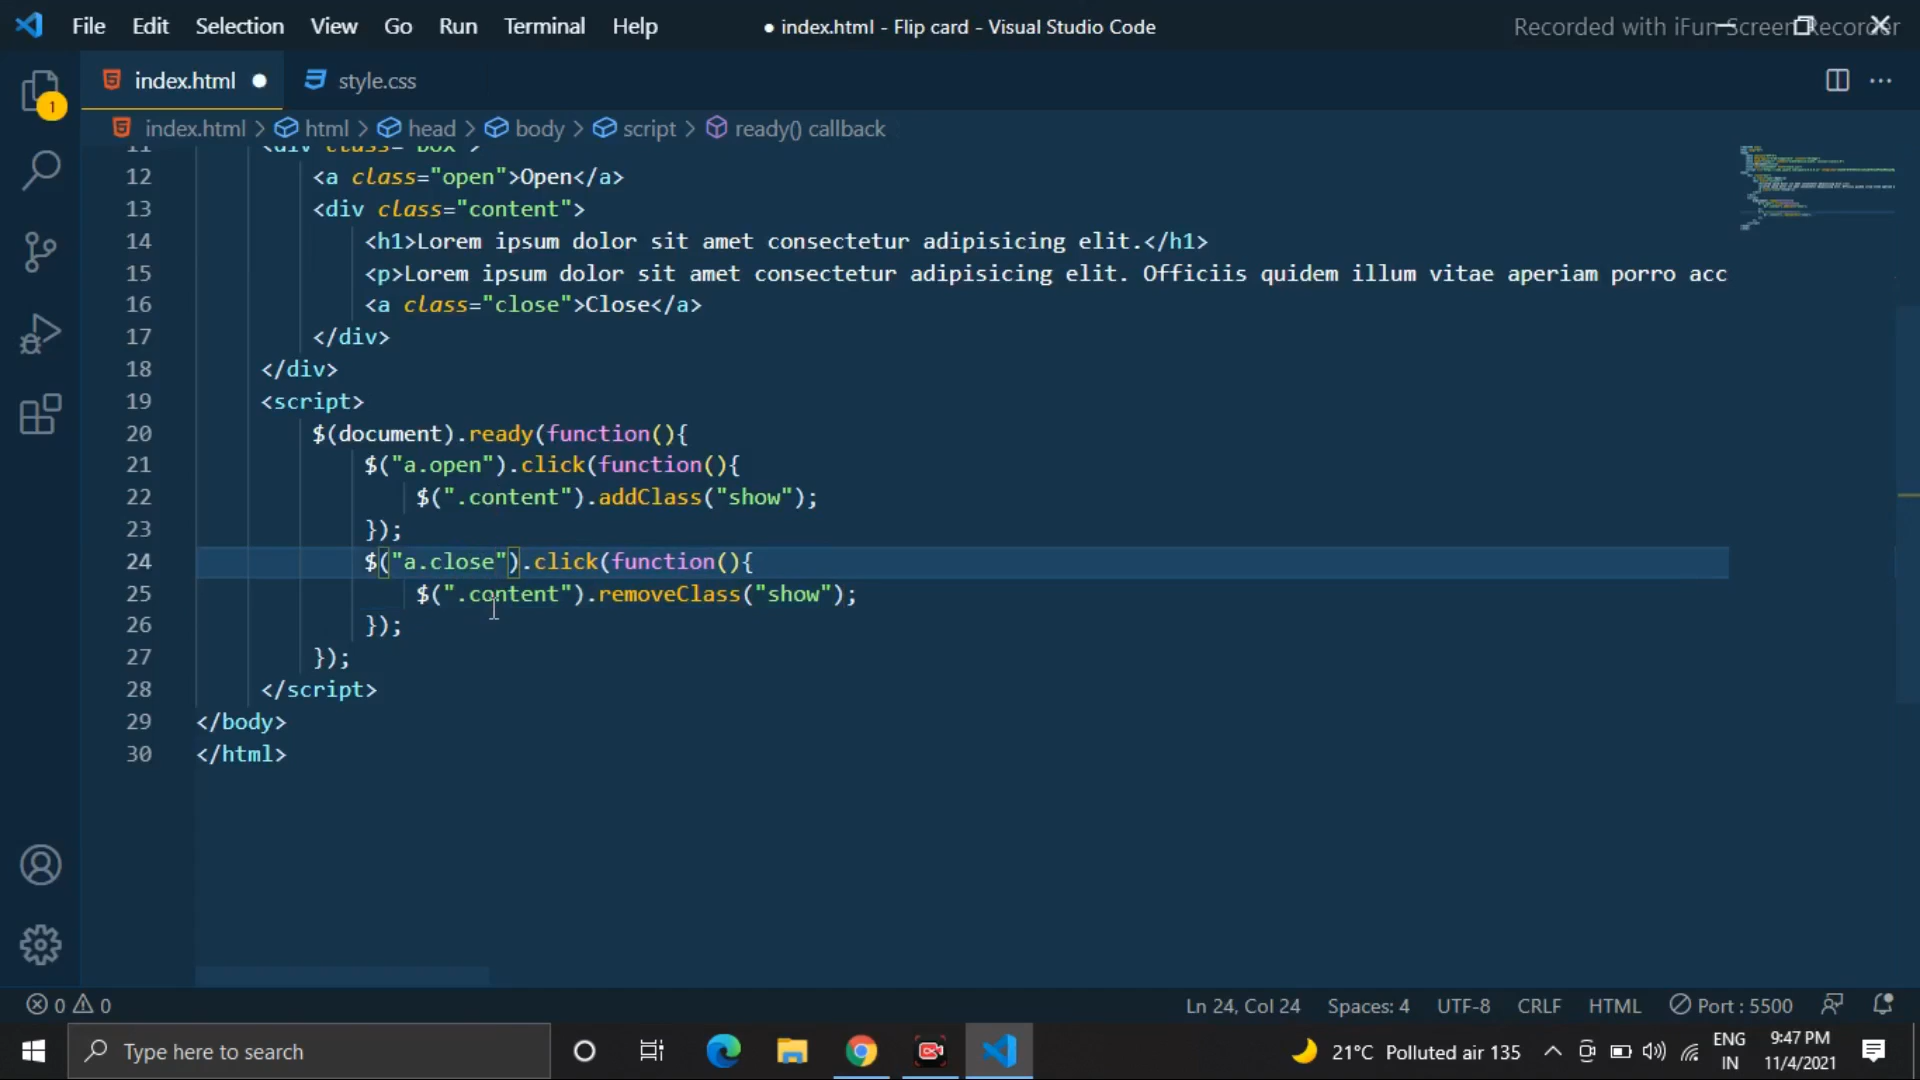 File Edit Selection View Go Run Terminal Help
● index.html - Flip card - Visual Studio Code
Recorded with iFun Screen Recorder
index.html ●
style.css
1
index.html > html > head > body > script > ready() callback
11 <div class="box">
12 <a class="open">Open</a>
13 <div class="content">
14 <h1>Lorem ipsum dolor sit amet consectetur adipisicing elit.</h1>
15 <p>Lorem ipsum dolor sit amet consectetur adipisicing elit. Officiis quidem illum vitae aperiam porro acc
16 <a class="close">Close</a>
17 </div>
18 </div>
19 <script>
20 $(document).ready(function(){
21 $("a.open").click(function(){
22 $(".content").addClass("show");
23 });
24 $("a.close").click(function(){
25 $(".content").removeClass("show");
26 });
27 });
28 </script>
29 </body>
30 </html>
0 0
Ln 24, Col 24 Spaces: 4 UTF-8 CRLF HTML Port : 5500
Type here to search
21°C Polluted air 135
ENG
IN
9:47 PM
11/4/2021